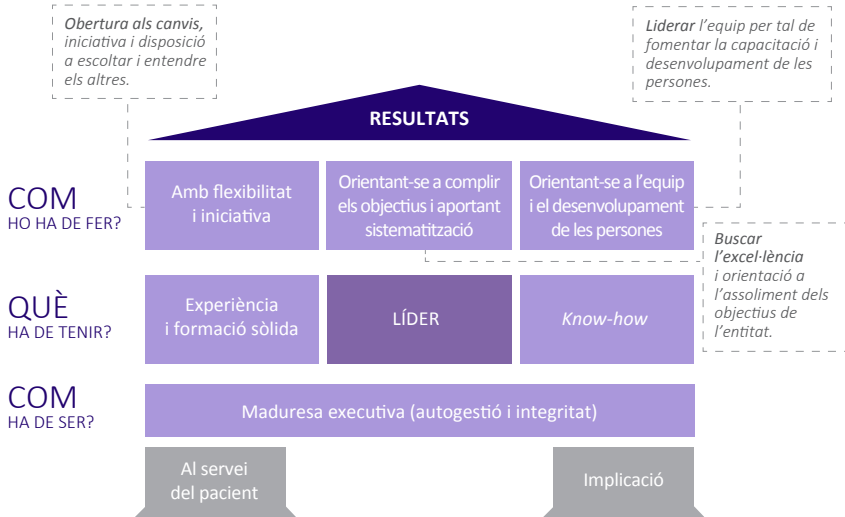 Obertura als canvis,
iniciativa i disposició
a escoltar i entendre
els altres.
Liderar l’equip per tal de
fomentar la capacitació i
desenvolupament de les
persones.
RESULTATS
COM
HO HA DE FER?
Amb flexibilitat
i iniciativa
Orientant-se a complir
els objectius i aportant
sistematització
Orientant-se a l’equip
i el desenvolupament
de les persones
Buscar
l’excel·lència
i orientació a
l’assoliment dels
objectius de
l’entitat.
QUÈ
HA DE TENIR?
Experiència
i formació sòlida
LÍDER
Know-how
COM
HA DE SER?
Maduresa executiva (autogestió i integritat)
Al servei
del pacient
Implicació